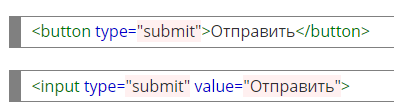 <button type="submit">Отправить</button>
<input type="submit" value="Отправить">